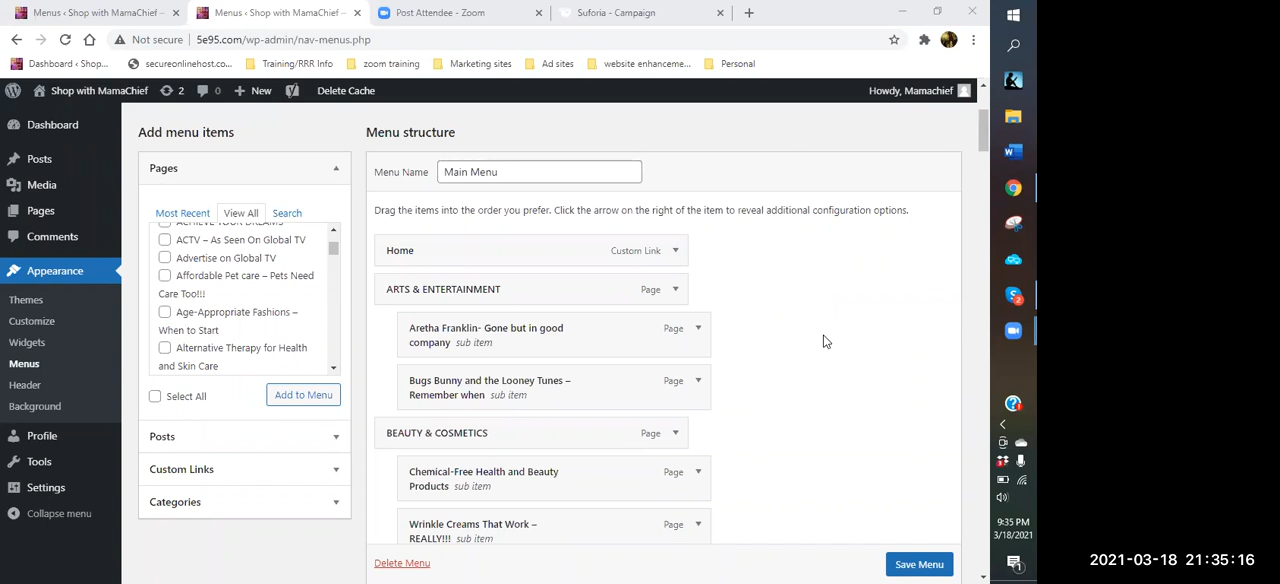 Menus ‹ Shop with MamaChief –
Menus ‹ Shop with MamaChief –
Post Attendee - Zoom
Suforia - Campaign
Not secure
5e95.com/wp-admin/nav-menus.php
Dashboard ‹ Shop...
secureonlinehost.co...
Training/RRR Info
zoom training
Marketing sites
Ad sites
website enhanceme...
Personal
Shop with MamaChief
2
0
New
Delete Cache
Howdy, Mamachief
Dashboard
Posts
Media
Pages
Comments
Appearance
Themes
Customize
Widgets
Menus
Header
Background
Profile
Tools
Settings
Collapse menu
Add menu items
Pages
Most Recent
View All
Search
ACHIEVE YOUR DREAMS
ACTV – As Seen On Global TV
Advertise on Global TV
Affordable Pet care – Pets Need
Care Too!!!
Age-Appropriate Fashions –
When to Start
Alternative Therapy for Health
and Skin Care
Select All
Add to Menu
Posts
Custom Links
Categories
Menu structure
Menu Name
Main Menu
Drag the items into the order you prefer. Click the arrow on the right of the item to reveal additional configuration options.
Home
Custom Link
ARTS & ENTERTAINMENT
Page
Aretha Franklin- Gone but in good
company sub item
Page
Bugs Bunny and the Looney Tunes –
Remember when sub item
Page
BEAUTY & COSMETICS
Page
Chemical-Free Health and Beauty
Products sub item
Page
Wrinkle Creams That Work –
REALLY!!! sub item
Page
Delete Menu
Save Menu
9:35 PM
3/18/2021
2021-03-18 21:35:16